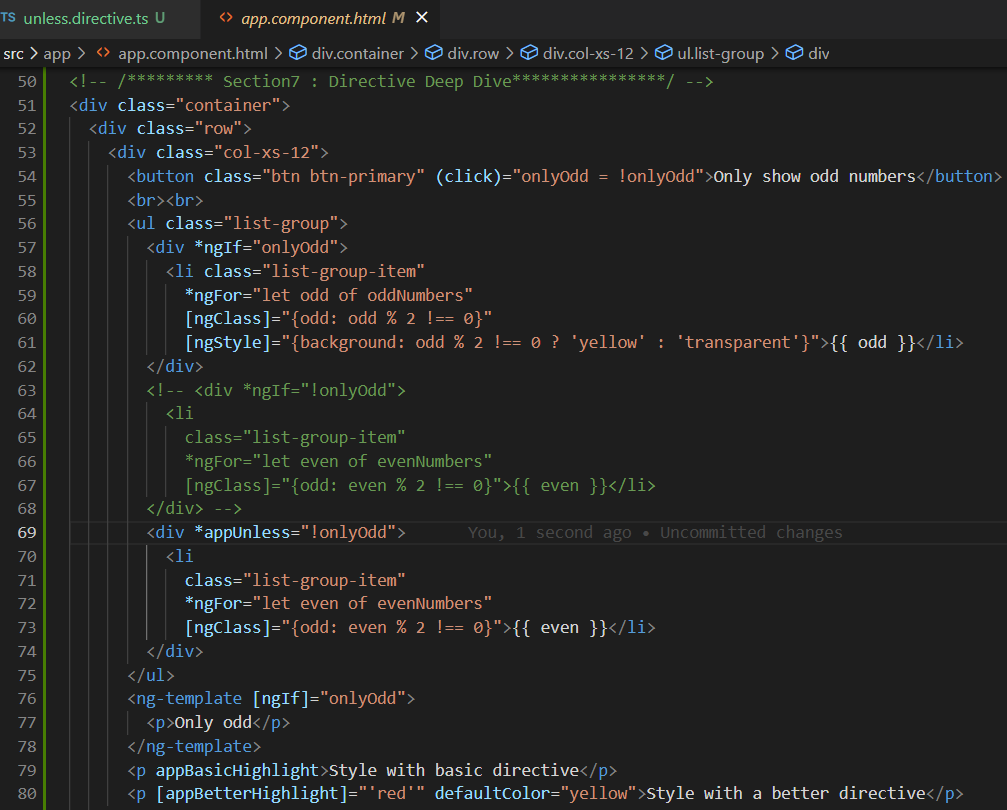 TS unless.directive.ts U
<> app.component.html M ×
src > app > <> app.component.html > div.container > div.row > div.col-xs-12 > ul.list-group > div
50 <!-- /********* Section7 : Directive Deep Dive****************/ -->
51 <div class="container">
52 <div class="row">
53 <div class="col-xs-12">
54 <button class="btn btn-primary" (click)="onlyOdd = !onlyOdd">Only show odd numbers</button>
55 <br><br>
56 <ul class="list-group">
57 <div *ngIf="onlyOdd">
58 <li class="list-group-item"
59 *ngFor="let odd of oddNumbers"
60 [ngClass]="{odd: odd % 2 !== 0}"
61 [ngStyle]="{background: odd % 2 !== 0 ? 'yellow' : 'transparent'}">{{ odd }}</li>
62 </div>
63 <!-- <div *ngIf="!onlyOdd">
64 <li
65 class="list-group-item"
66 *ngFor="let even of evenNumbers"
67 [ngClass]="{odd: even % 2 !== 0}">{{ even }}</li>
68 </div> -->
69 <div *appUnless="!onlyOdd"> You, 1 second ago • Uncommitted changes
70 <li
71 class="list-group-item"
72 *ngFor="let even of evenNumbers"
73 [ngClass]="{odd: even % 2 !== 0}">{{ even }}</li>
74 </div>
75 </ul>
76 <ng-template [ngIf]="onlyOdd">
77 <p>Only odd</p>
78 </ng-template>
79 <p appBasicHighlight>Style with basic directive</p>
80 <p [appBetterHighlight]="'red'" defaultColor="yellow">Style with a better directive</p>